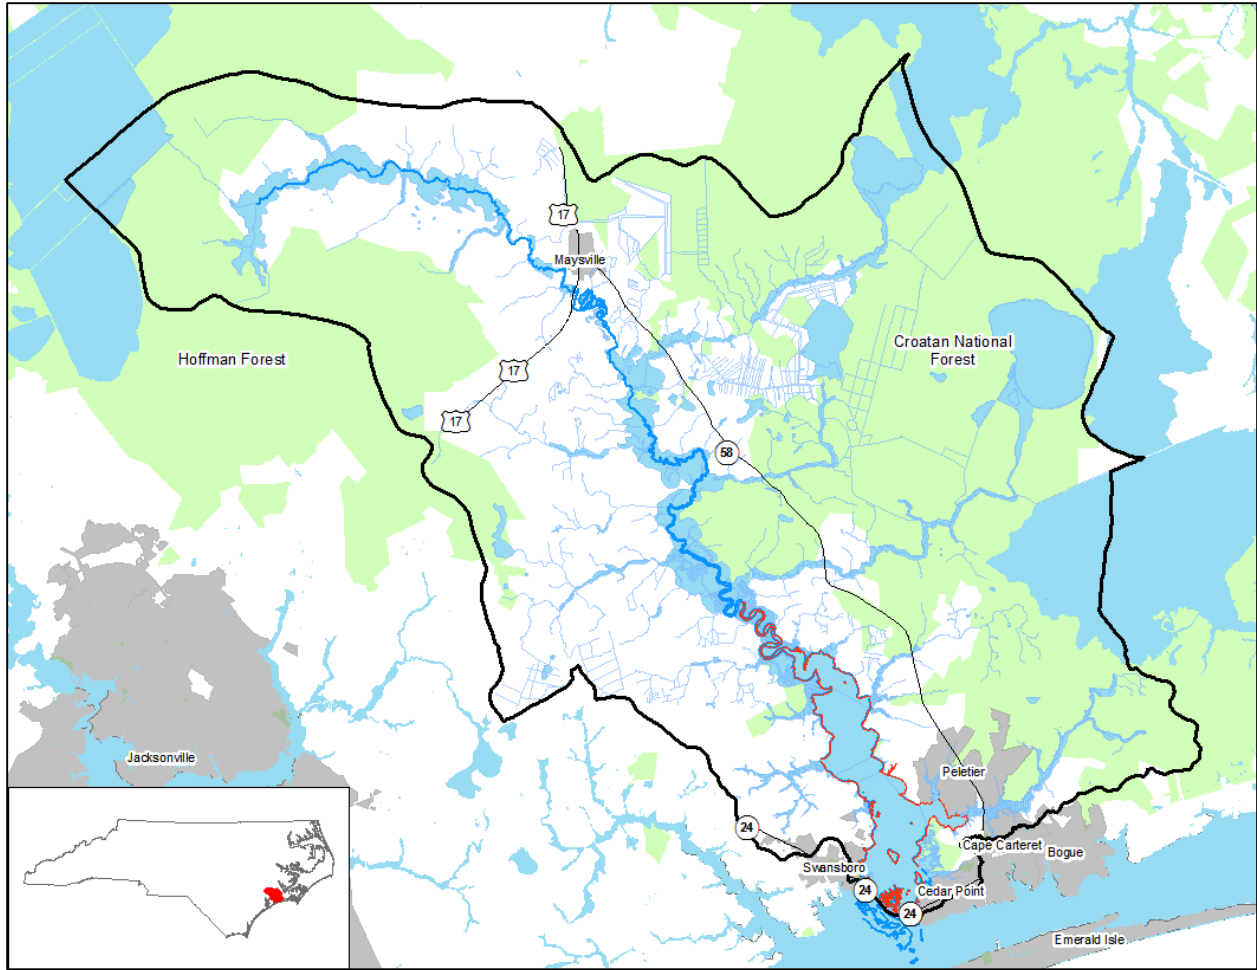 17
Maysville
Hoffman Forest
17
Croatan National
Forest
17
58
Jacksonville
Peletier
24
Cape Carteret
Bogue
Swansboro
24
Cedar Point
24
Emerald Isle